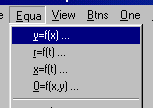 e Equa View Btns One
y=f(x) ...
r=f(t) ...
x=f(t) ...
0=f(x,y) ...